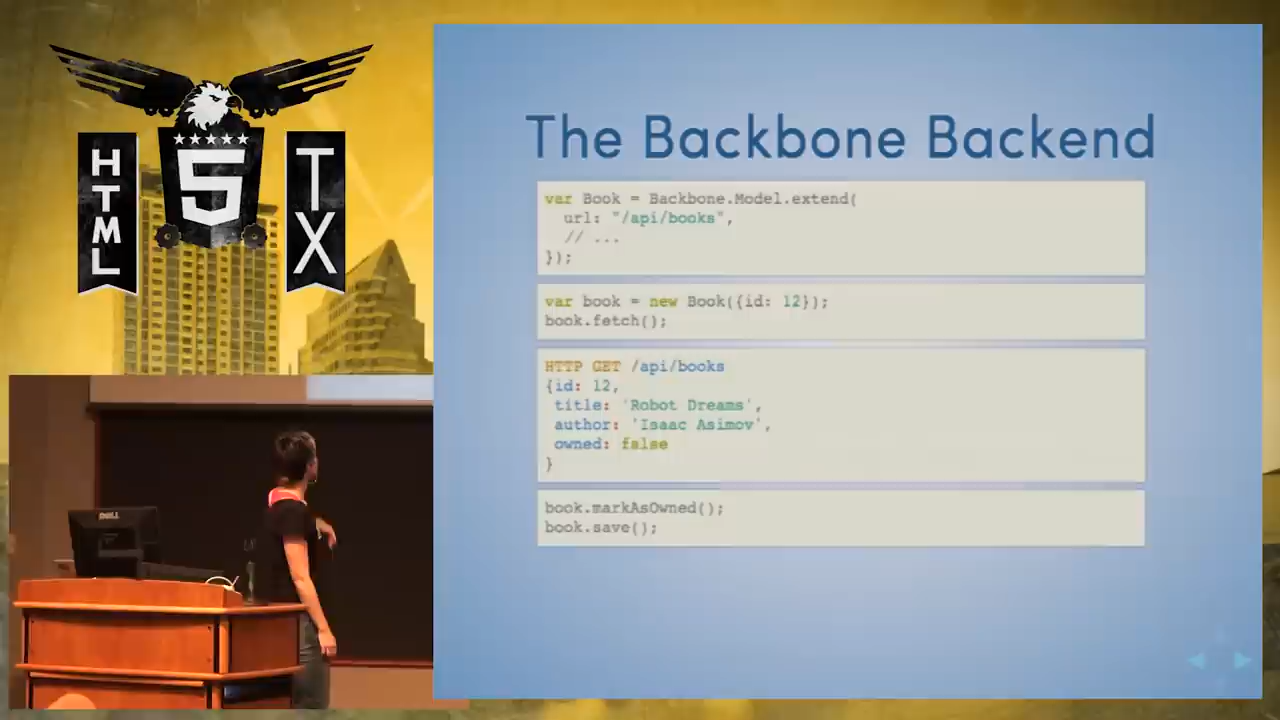 HTML
5
TX
DELL
The Backbone Backend
var Book = Backbone.Model.extend(
url: "/api/books",
// ...
});
var book = new Book({id: 12});
book.fetch();
HTTP GET /api/books
{id: 12,
title: 'Robot Dreams',
author: 'Isaac Asimov',
owned: false
}
book.markAsOwned();
book.save();